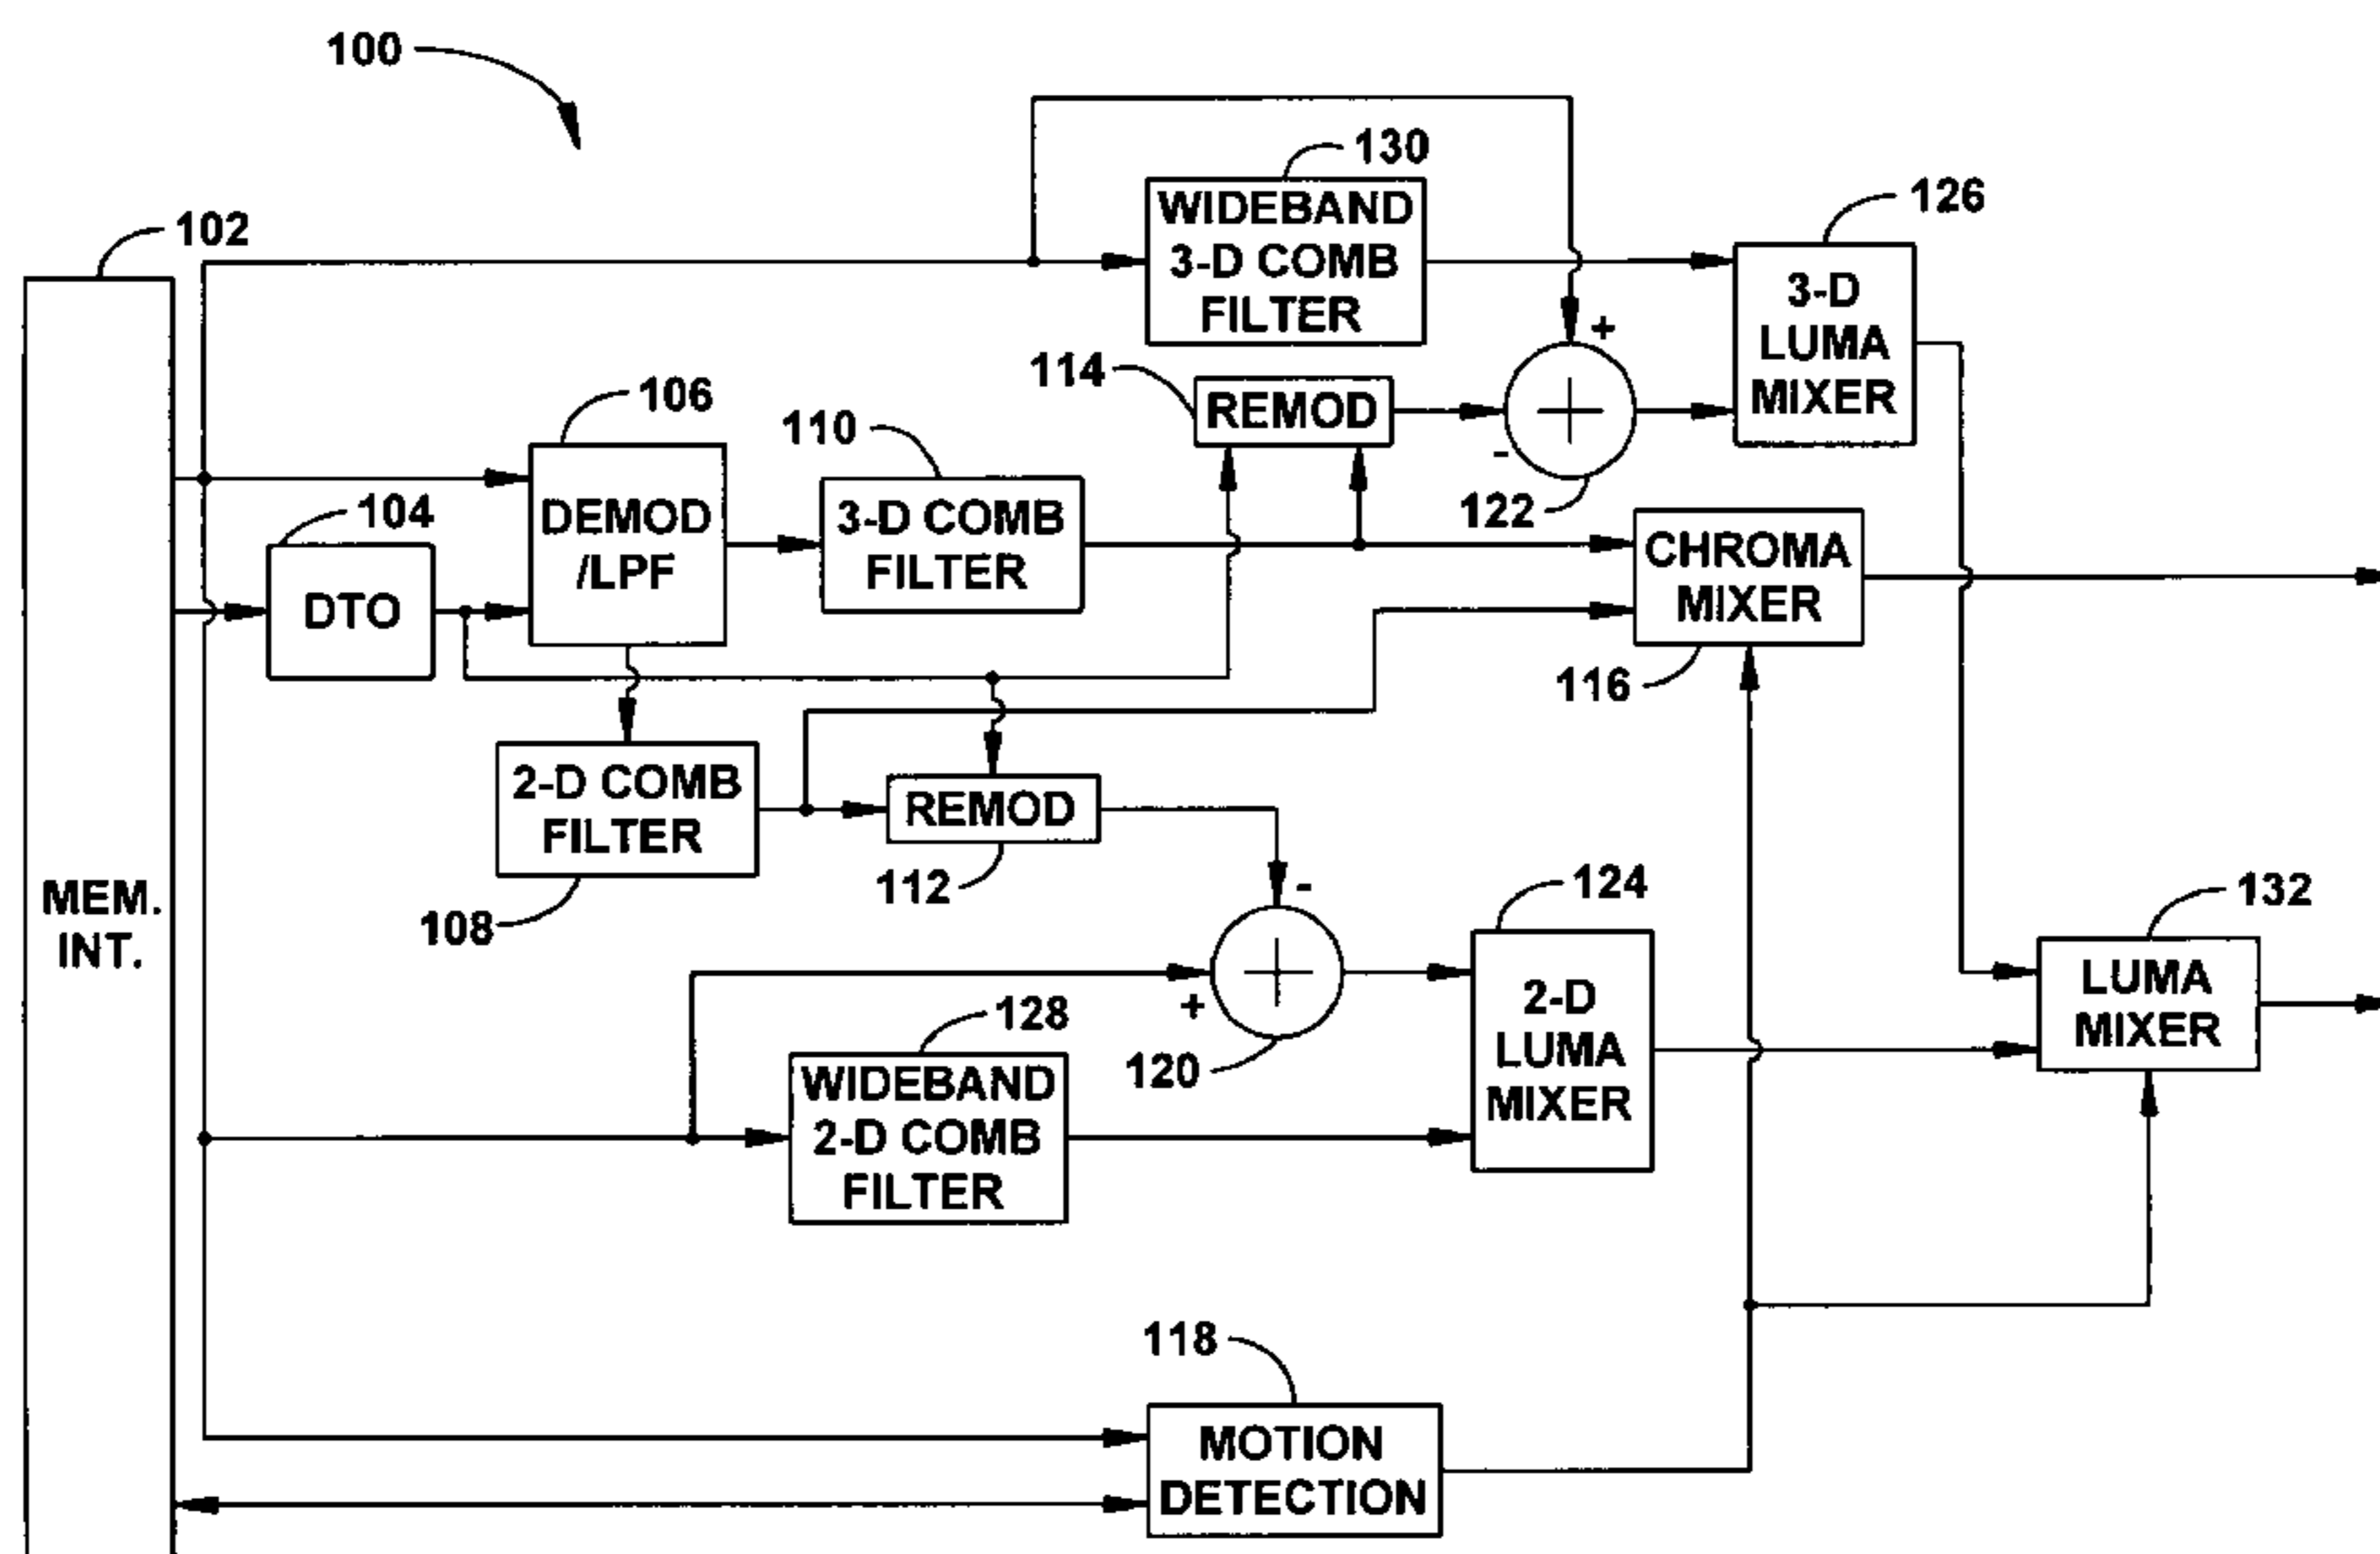 100
130
WIDEBAND
3-D COMB
FILTER
126
3-D
LUMA
MIXER
102
MEM.
INT.
114
REMOD
+
-
122
106
DEMOD
/LPF
110
3-D COMB
FILTER
104
DTO
CHROMA
MIXER
116
2-D COMB
FILTER
108
REMOD
112
-
+
120
124
2-D
LUMA
MIXER
132
LUMA
MIXER
128
WIDEBAND
2-D COMB
FILTER
118
MOTION
DETECTION